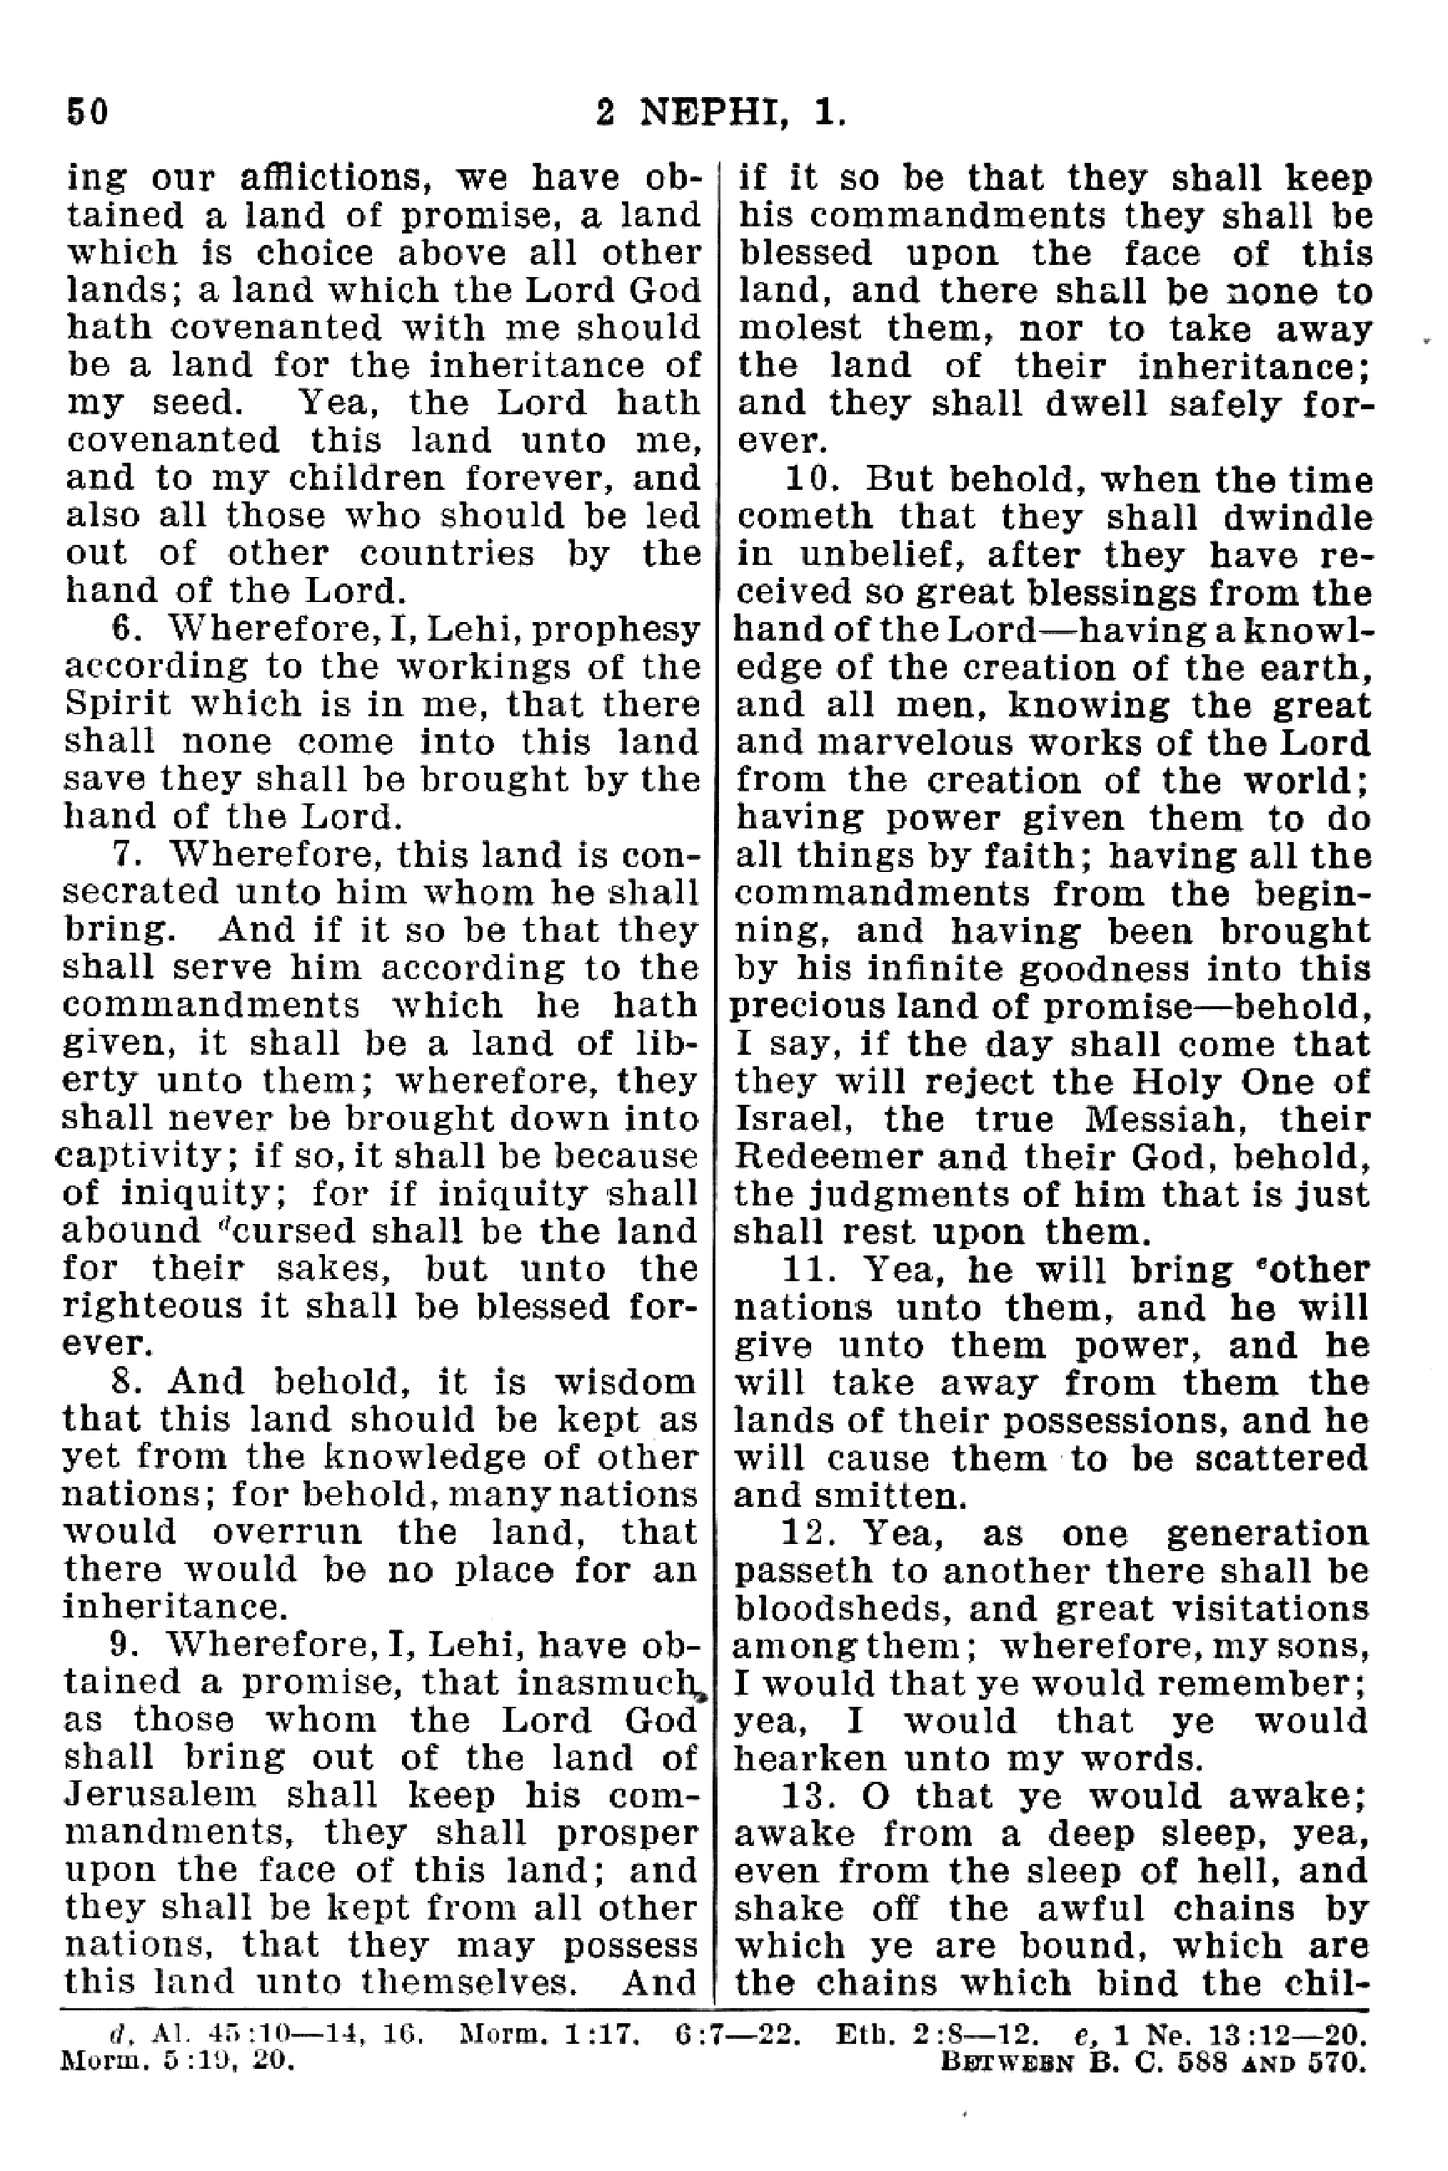 50
2 NEPHI, 1.
ing our afflictions, we have ob-
tained a land of promise, a land
which is choice above all other
lands; a land which the Lord God
hath covenanted with me should
be a land for the inheritance of
my seed. Yea, the Lord hath
covenanted this land unto me,
and to my children forever, and
also all those who should be led
out of other countries by the
hand of the Lord.
6. Wherefore, I, Lehi, prophesy
according to the workings of the
Spirit which is in me, that there
shall none come into this land
save they shall be brought by the
hand of the Lord.
7. Wherefore, this land is con-
secrated unto him whom he shall
bring. And if it so be that they
shall serve him according to the
commandments which he hath
given, it shall be a land of lib-
erty unto them; wherefore, they
shall never be brought down into
captivity; if so, it shall be because
of iniquity; for if iniquity shall
abound dcursed shall be the land
for their sakes, but unto the
righteous it shall be blessed for-
ever.
8. And behold, it is wisdom
that this land should be kept as
yet from the knowledge of other
nations; for behold, many nations
would overrun the land, that
there would be no place for an
inheritance.
9. Wherefore, I, Lehi, have ob-
tained a promise, that inasmuch
as those whom the Lord God
shall bring out of the land of
Jerusalem shall keep his com-
mandments, they shall prosper
upon the face of this land; and
they shall be kept from all other
nations, that they may possess
this land unto themselves. And
if it so be that they shall keep
his commandments they shall be
blessed upon the face of this
land, and there shall be none to
molest them, nor to take away
the land of their inheritance;
and they shall dwell safely for-
ever.
10. But behold, when the time
cometh that they shall dwindle
in unbelief, after they have re-
ceived so great blessings from the
hand of the Lord—having a knowl-
edge of the creation of the earth,
and all men, knowing the great
and marvelous works of the Lord
from the creation of the world;
having power given them to do
all things by faith; having all the
commandments from the begin-
ning, and having been brought
by his infinite goodness into this
precious land of promise—behold,
I say, if the day shall come that
they will reject the Holy One of
Israel, the true Messiah, their
Redeemer and their God, behold,
the judgments of him that is just
shall rest upon them.
11. Yea, he will bring eother
nations unto them, and he will
give unto them power, and he
will take away from them the
lands of their possessions, and he
will cause them to be scattered
and smitten.
12. Yea, as one generation
passeth to another there shall be
bloodsheds, and great visitations
among them; wherefore, my sons,
I would that ye would remember;
yea, I would that ye would
hearken unto my words.
13. O that ye would awake;
awake from a deep sleep, yea,
even from the sleep of hell, and
shake off the awful chains by
which ye are bound, which are
the chains which bind the chil-
d, Al. 45:10—14, 16. Morm. 1:17. 6:7—22. Eth. 2:8—12. e, 1 Ne. 13:12—20.
Morm. 5:19, 20.
BETWEEN B. C. 588 AND 570.